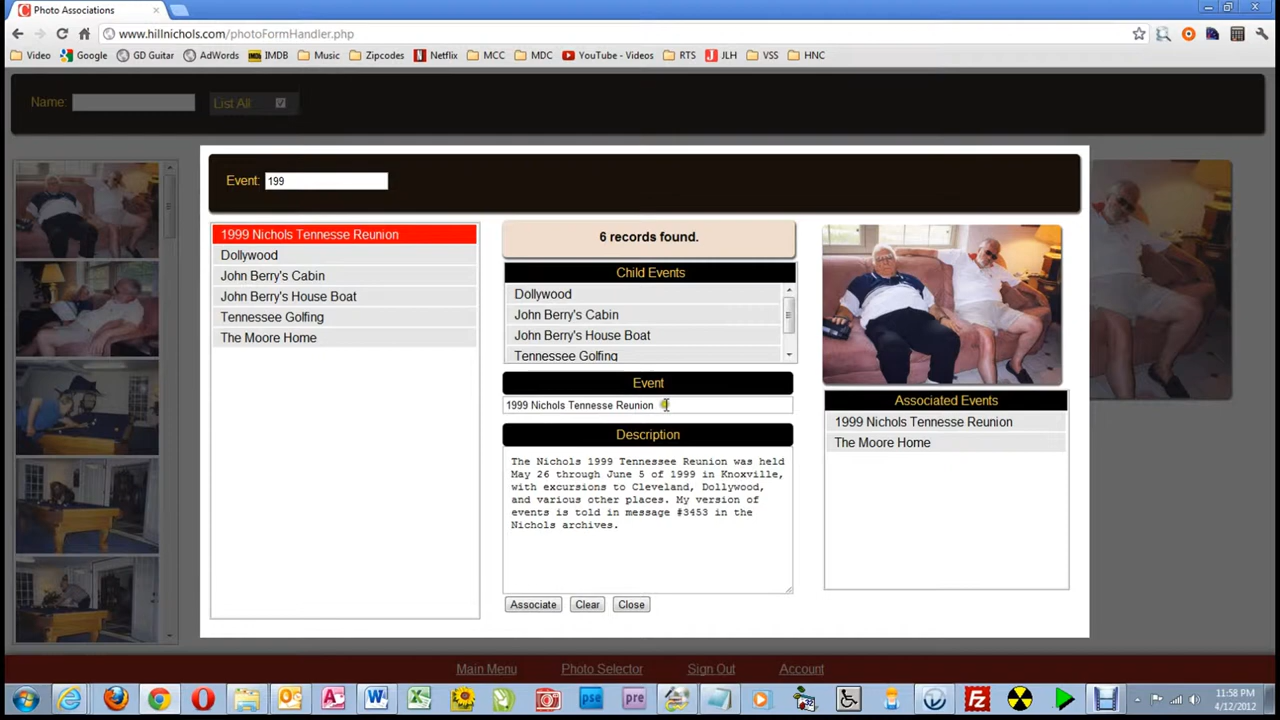 Photo Associations
www.hillnichols.com/photoFormHandler.php
Video Google GD Guitar AdWords IMDB Music Zipcodes Netflix MCC MDC YouTube - Videos RTS JLH VSS HNC
Name: List All
Event: 199
1999 Nichols Tennesse Reunion
Dollywood
John Berry's Cabin
John Berry's House Boat
Tennessee Golfing
The Moore Home
6 records found.
Child Events
Dollywood
John Berry's Cabin
John Berry's House Boat
Tennessee Golfing
Event
1999 Nichols Tennesse Reunion
Description
The Nichols 1999 Tennessee Reunion was held
May 26 through June 5 of 1999 in Knoxville,
with excursions to Cleveland, Dollywood,
and various other places. My version of
events is told in message #3453 in the
Nichols archives.
Associate Clear Close
Associated Events
1999 Nichols Tennesse Reunion
The Moore Home
Main Menu Photo Selector Sign Out Account
pse pre
11:58 PM
4/12/2012